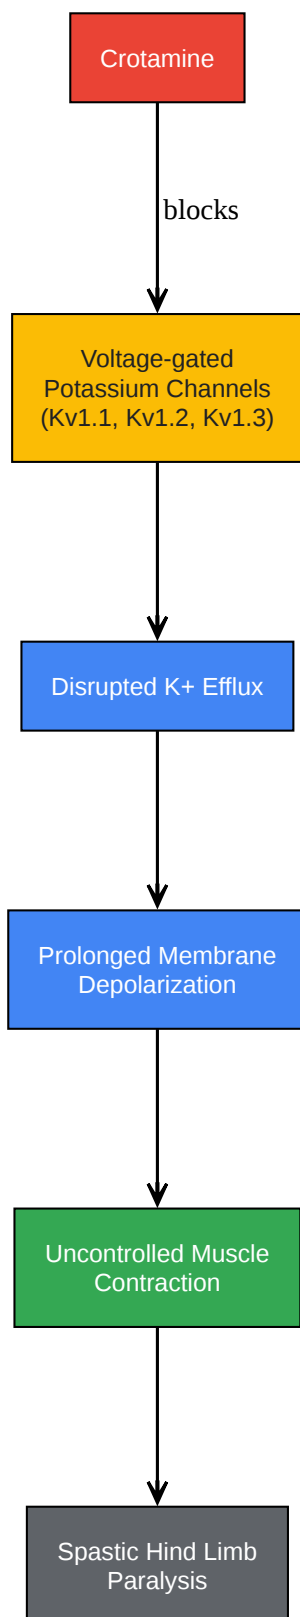 Crotamine
blocks
Voltage-gated
Potassium Channels
(Kv1.1, Kv1.2, Kv1.3)
Disrupted K+ Efflux
Prolonged Membrane
Depolarization
Uncontrolled Muscle
Contraction
Spastic Hind Limb
Paralysis